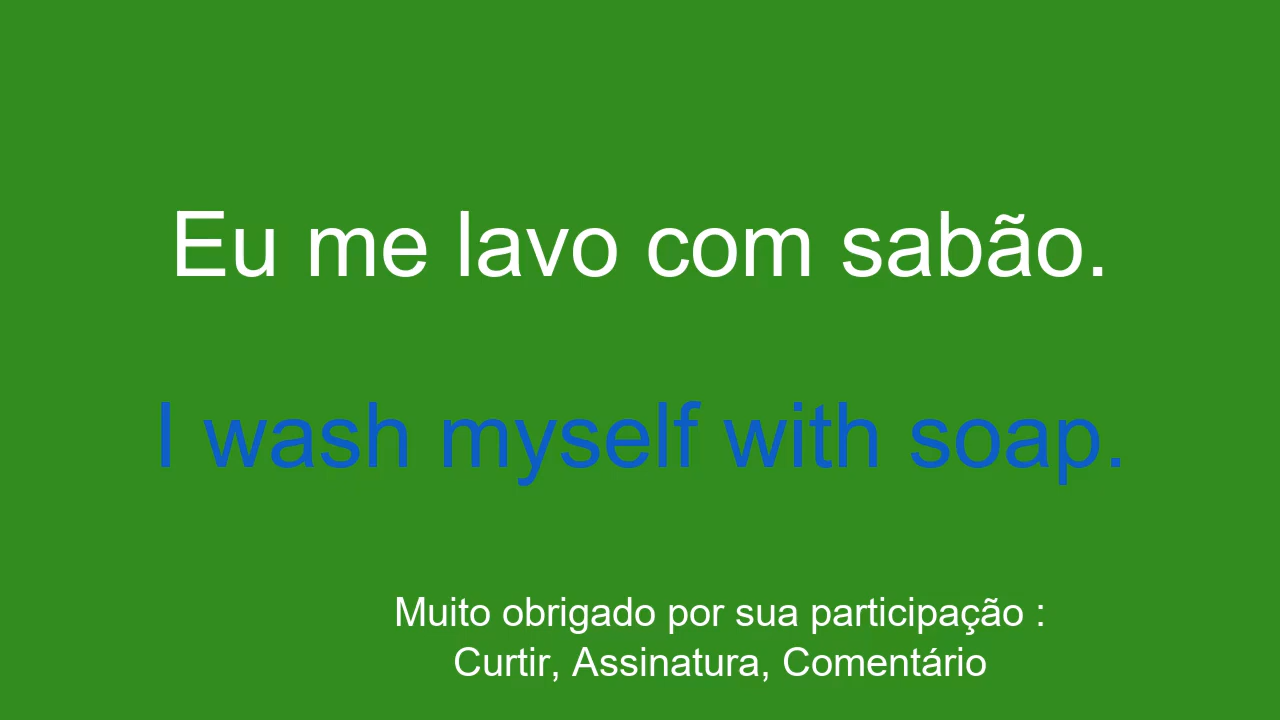 Eu me lavo com sabão.
I wash myself with soap.
Muito obrigado por sua participação :
Curtir, Assinatura, Comentário